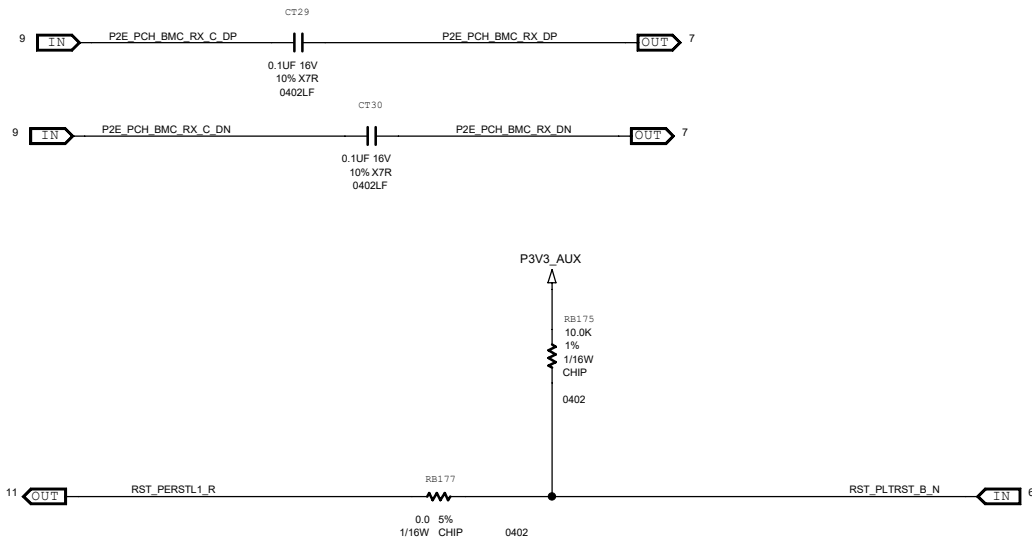 CT29
9 IN P2E_PCH_BMC_RX_C_DP P2E_PCH_BMC_RX_DP OUT 7
0.1UF 16V
10% X7R
0402LF
CT30
9 IN P2E_PCH_BMC_RX_C_DN P2E_PCH_BMC_RX_DN OUT 7
0.1UF 16V
10% X7R
0402LF
P3V3_AUX
RB175
10.0K
1%
1/16W
CHIP
0402
RB177
11 OUT RST_PERSTL1_R RST_PLTRST_B_N IN 6
0.0 5%
1/16W CHIP 0402